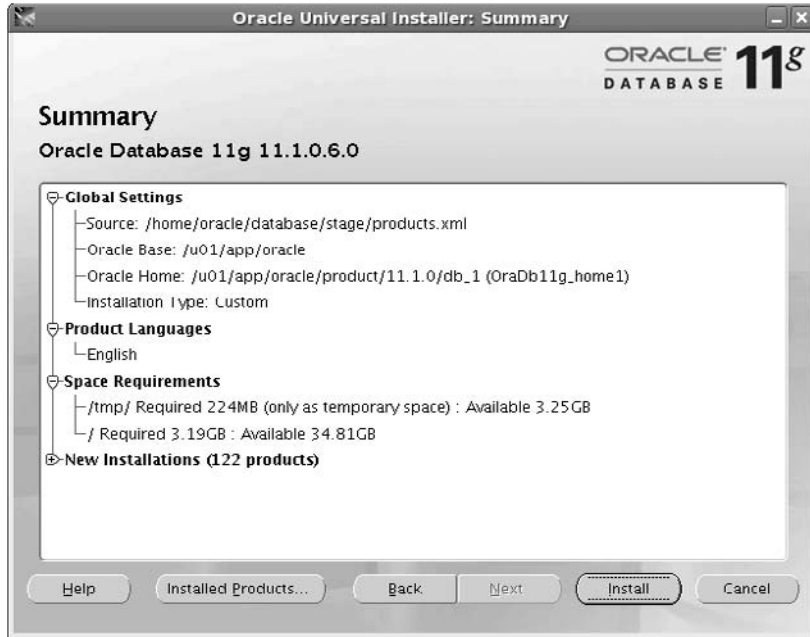 Oracle Universal Installer: Summary
ORACLE
DATABASE 11g
Summary
Oracle Database 11g 11.1.0.6.0
Global Settings
Source: /home/oracle/database/stage/products.xml
Oracle Base: /u01/app/oracle
Oracle Home: /u01/app/oracle/product/11.1.0/db_1 (OraDb11g_home1)
Installation Type: Custom
Product Languages
English
Space Requirements
/tmp/ Required 224MB (only as temporary space) : Available 3.25GB
/ Required 3.19GB : Available 34.81GB
New Installations (122 products)
Help Installed Products... Back Next Install Cancel